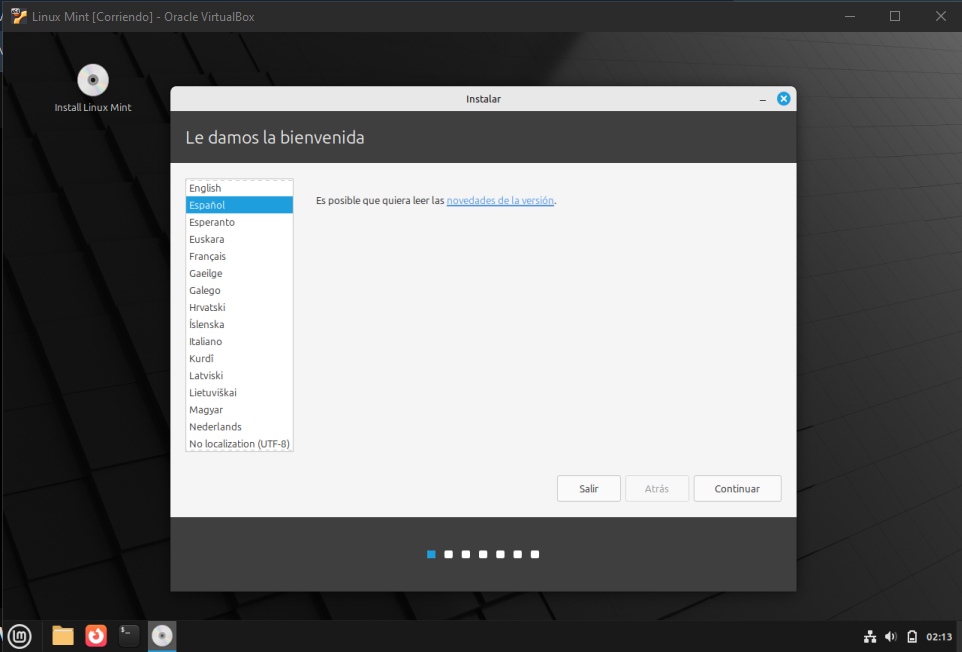 Linux Mint [Corriendo] - Oracle VirtualBox
Install Linux Mint
Instalar
Le damos la bienvenida
English
Español
Esperanto
Euskara
Français
Gaeilge
Galego
Hrvatski
Íslenska
Italiano
Kurdî
Latviski
Lietuviškai
Magyar
Nederlands
No localization (UTF-8)
Es posible que quiera leer las novedades de la versión.
Salir
Atrás
Continuar
02:13